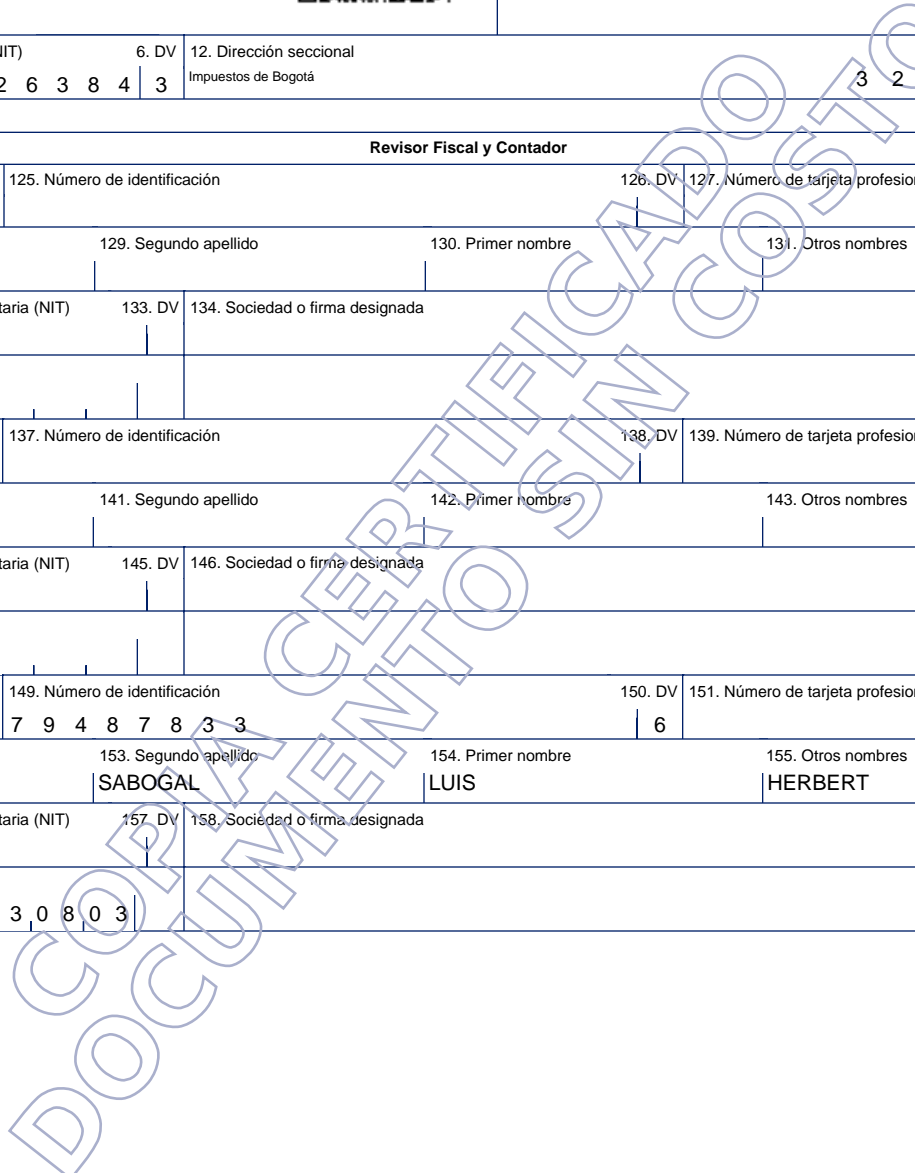 NIT) 6. DV 12. Dirección seccional
2 6 3 8 4 3 Impuestos de Bogotá 3 2
Revisor Fiscal y Contador
125. Número de identificación 126. DV 127. Número de tarjeta profesion
129. Segundo apellido 130. Primer nombre 131. Otros nombres
taria (NIT) 133. DV 134. Sociedad o firma designada
137. Número de identificación 138. DV 139. Número de tarjeta profesion
141. Segundo apellido 142. Primer nombre 143. Otros nombres
taria (NIT) 145. DV 146. Sociedad o firma designada
149. Número de identificación 150. DV 151. Número de tarjeta profesion
7 9 4 8 7 8 3 3 6
153. Segundo apellido 154. Primer nombre 155. Otros nombres
SABOGAL LUIS HERBERT
taria (NIT) 157. DV 158. Sociedad o firma designada
3 0 8 0 3
COPIA CERTIFICADO
DOCUMENTO SIN COSTO